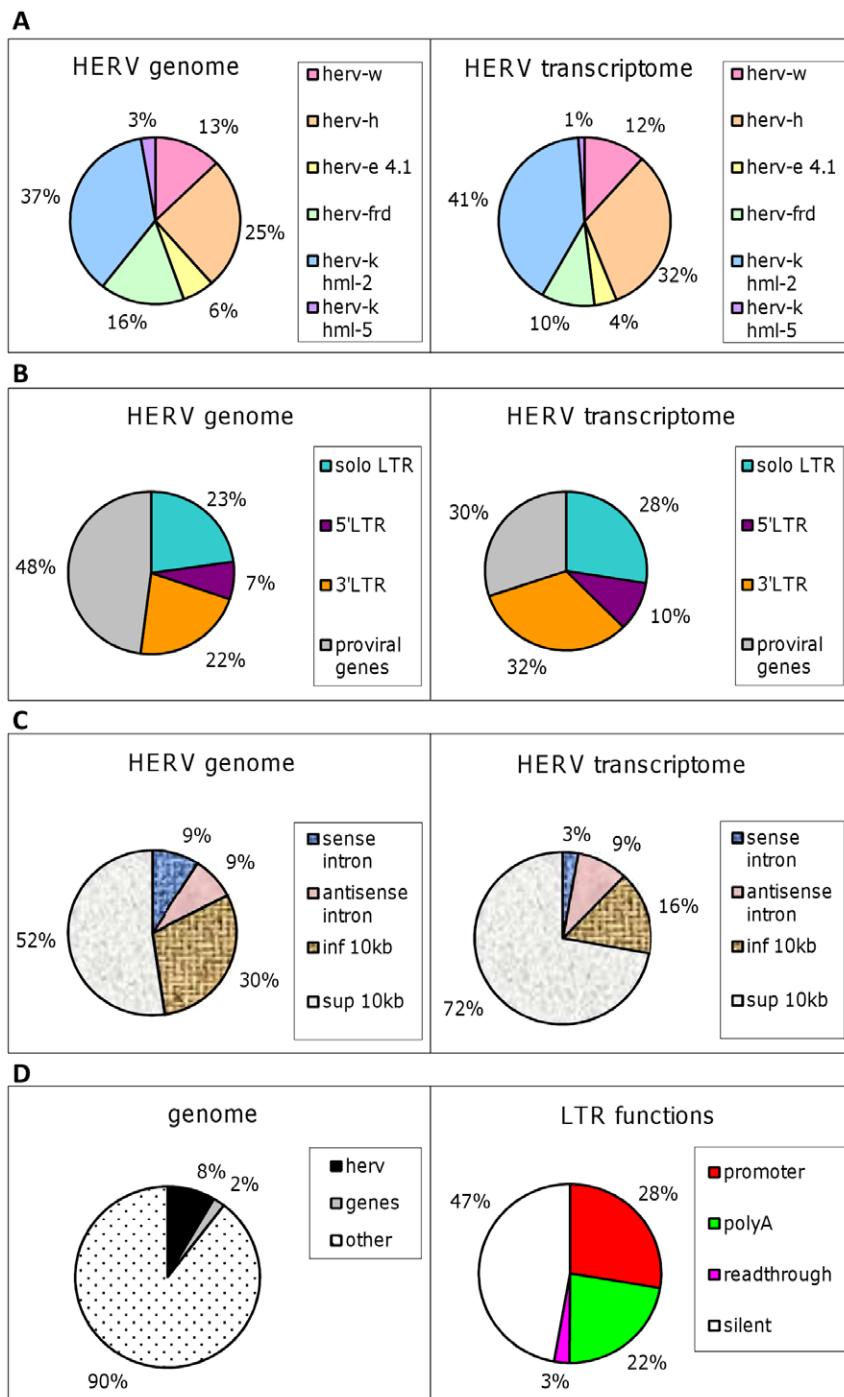 A
HERV genome
3%
13%
37%
25%
16%
6%
herv-w
herv-h
herv-e 4.1
herv-frd
herv-k
hml-2
herv-k
hml-5
HERV transcriptome
1%
12%
41%
32%
10%
4%
herv-w
herv-h
herv-e 4.1
herv-frd
herv-k
hml-2
herv-k
hml-5
B
HERV genome
23%
48%
7%
22%
solo LTR
5'LTR
3'LTR
proviral
genes
HERV transcriptome
30%
28%
10%
32%
solo LTR
5'LTR
3'LTR
proviral
genes
C
HERV genome
9%
9%
52%
30%
sense
intron
antisense
intron
inf 10kb
sup 10kb
HERV transcriptome
3%
9%
16%
72%
sense
intron
antisense
intron
inf 10kb
sup 10kb
D
genome
8%
2%
90%
herv
genes
other
LTR functions
47%
28%
22%
3%
promoter
polyA
readthrough
silent